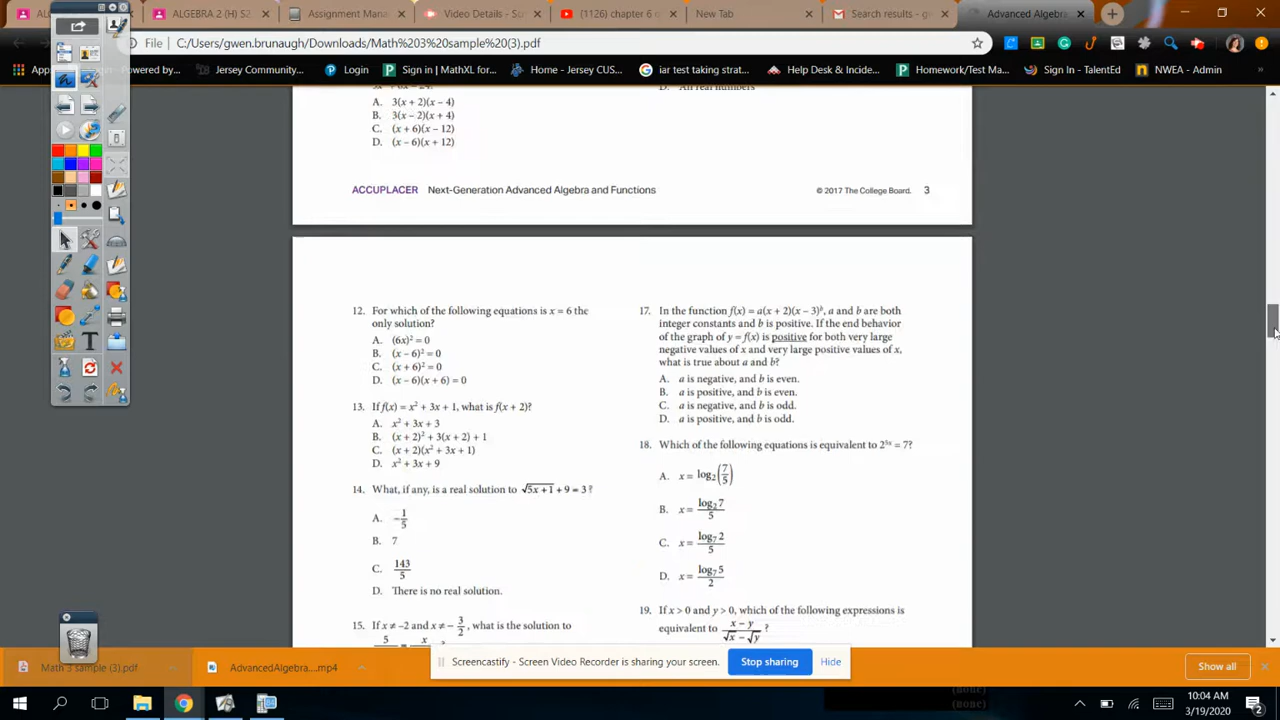 ALGEBRA 2 (H) S2.
Assignment Mana
Video Details - Scr
(1126) chapter 6 o
New Tab
Search results - gw
Advanced Algebra
File C:/Users/gwen.brunaugh/Downloads/Math%203%20sample%20(3).pdf
Powered by...
Jersey Community...
Login
Sign in | MathXL for...
Home - Jersey CUS...
iar test taking strat...
Help Desk & Incide...
Homework/Test Ma...
Sign In - TalentEd
NWEA - Admin
A. 3(x + 2)(x − 4)
B. 3(x − 2)(x + 4)
C. (x + 6)(x − 12)
D. (x − 6)(x + 12)
D. All real numbers
ACCUPLACER Next-Generation Advanced Algebra and Functions
© 2017 The College Board. 3
12. For which of the following equations is x = 6 the
only solution?
A. (6x)² = 0
B. (x − 6)² = 0
C. (x + 6)² = 0
D. (x − 6)(x + 6) = 0
13. If f(x) = x² + 3x + 1, what is f(x + 2)?
A. x² + 3x + 3
B. (x + 2)² + 3(x + 2) + 1
C. (x + 2)(x² + 3x + 1)
D. x² + 3x + 9
14. What, if any, is a real solution to √(5x + 1) + 9 = 3?
A. −1/5
B. 7
C. 143/5
D. There is no real solution.
15. If x ≠ −2 and x ≠ −3/2, what is the solution to
17. In the function f(x) = a(x + 2)(x − 3)ᵇ, a and b are both
integer constants and b is positive. If the end behavior
of the graph of y = f(x) is positive for both very large
negative values of x and very large positive values of x,
what is true about a and b?
A. a is negative, and b is even.
B. a is positive, and b is even.
C. a is negative, and b is odd.
D. a is positive, and b is odd.
18. Which of the following equations is equivalent to 2⁵ˣ = 7?
A. x = log₂(7/5)
B. x = log₂7/5
C. x = log₇2/5
D. x = log₇5/2
19. If x > 0 and y > 0, which of the following expressions is
equivalent to (x − y)/(√x − √y)?
Screencastify - Screen Video Recorder is sharing your screen.
Stop sharing
Hide
Math 3 sample (3).pdf
AdvancedAlgebra....mp4
Show all
10:04 AM
3/19/2020
2